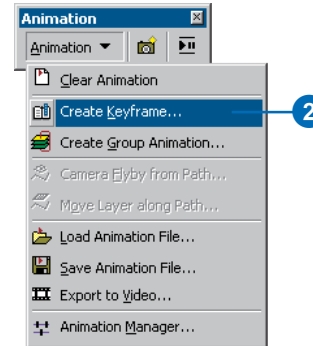 Animation
Animation
Clear Animation
Create Keyframe...
2
Create Group Animation...
Camera Flyby from Path...
Move Layer along Path...
Load Animation File...
Save Animation File...
Export to Video...
Animation Manager...